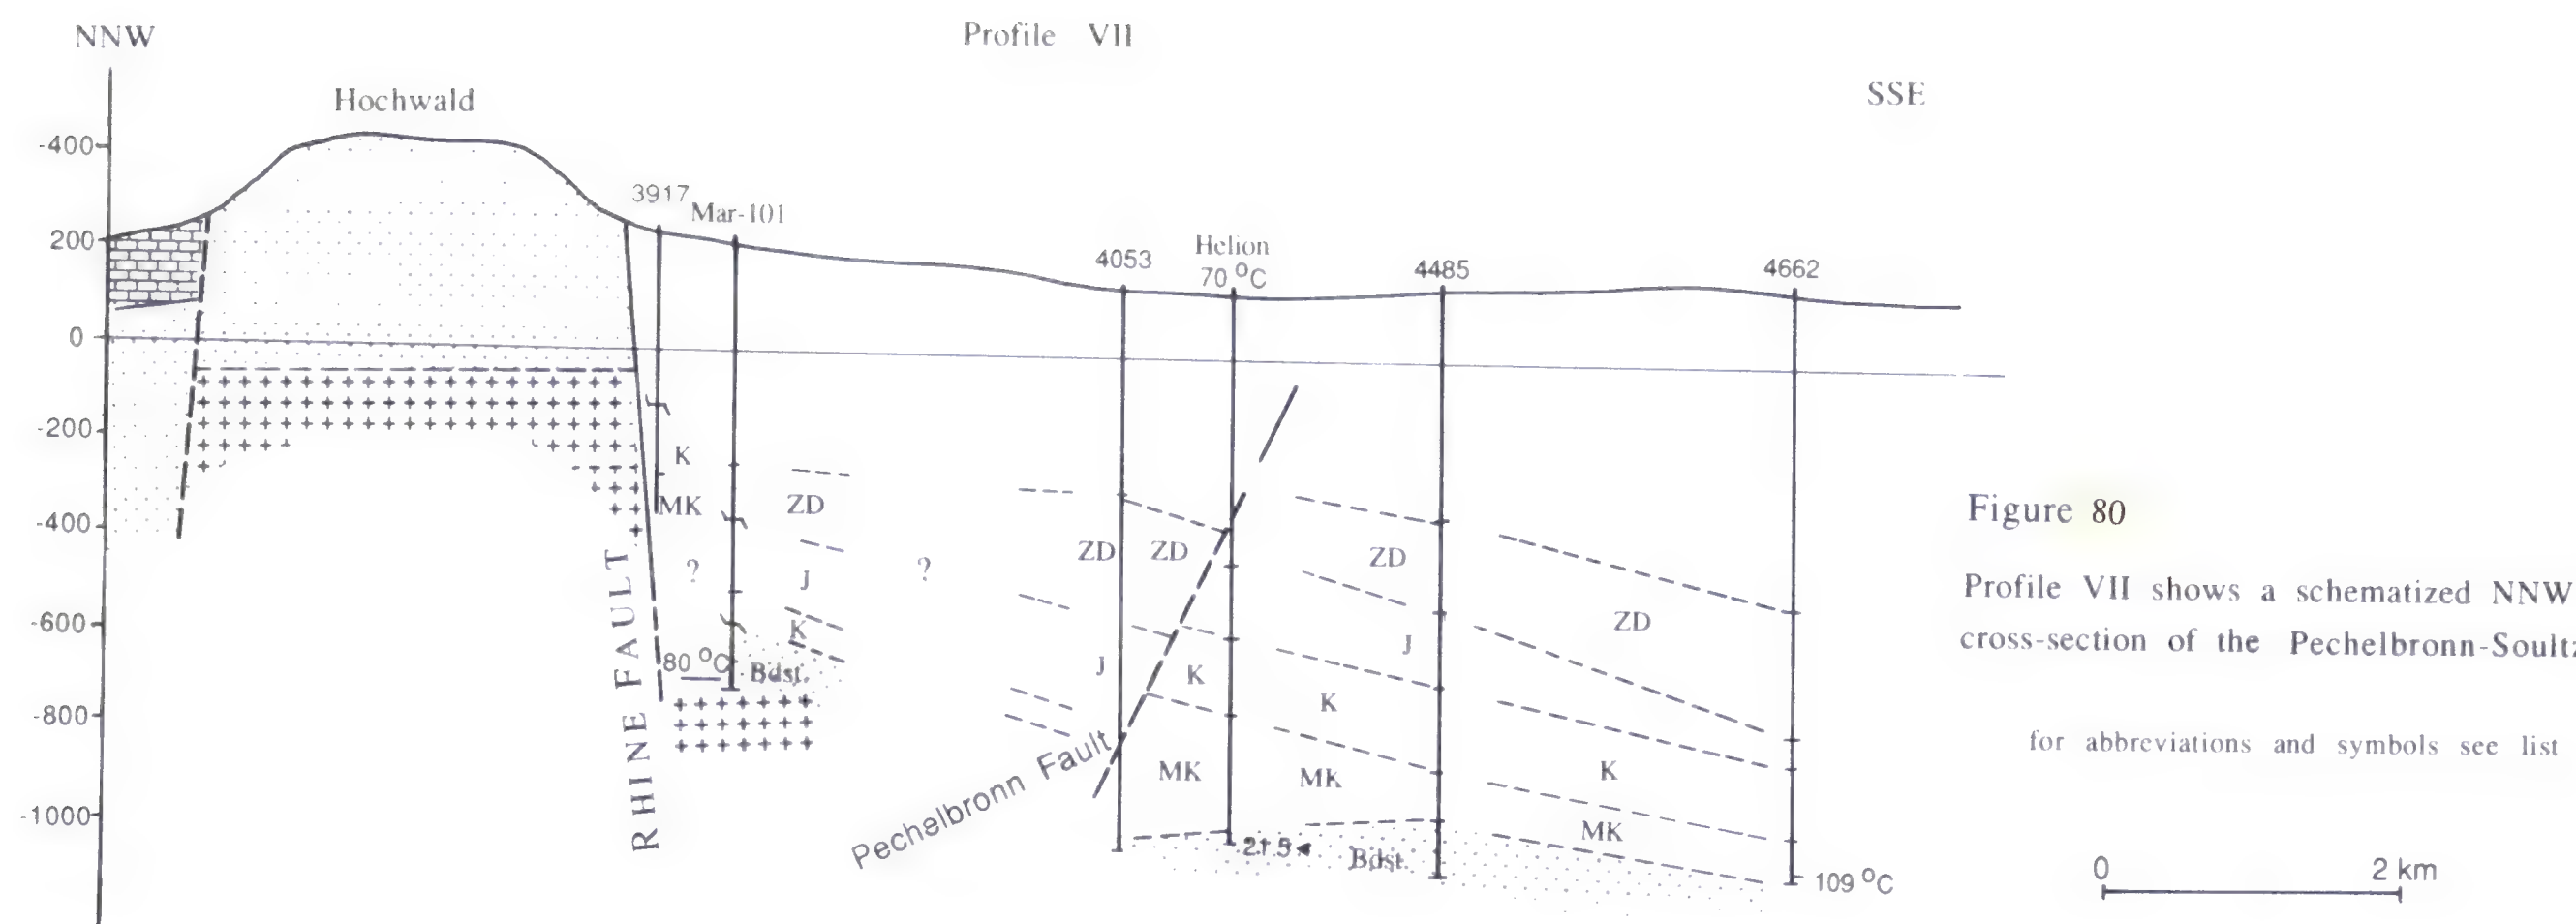 NNW
Profile VII
SSE
Hochwald
-400
3917
Mar-101
200
4053
Helion
70 °C
4485
4662
0
-200
K
MK
ZD
-400
?
J
K
?
ZD
ZD
ZD
ZD
J
K
J
K
-600
80 °C
Bdst.
-800
RHINE FAULT
Pechelbronn Fault
MK
MK
K
MK
-1000
21.5
Bdst.
109 °C
Figure 80
Profile VII shows a schematized NNW
cross-section of the Pechelbronn-Soultz
for abbreviations and symbols see list
0 2 km